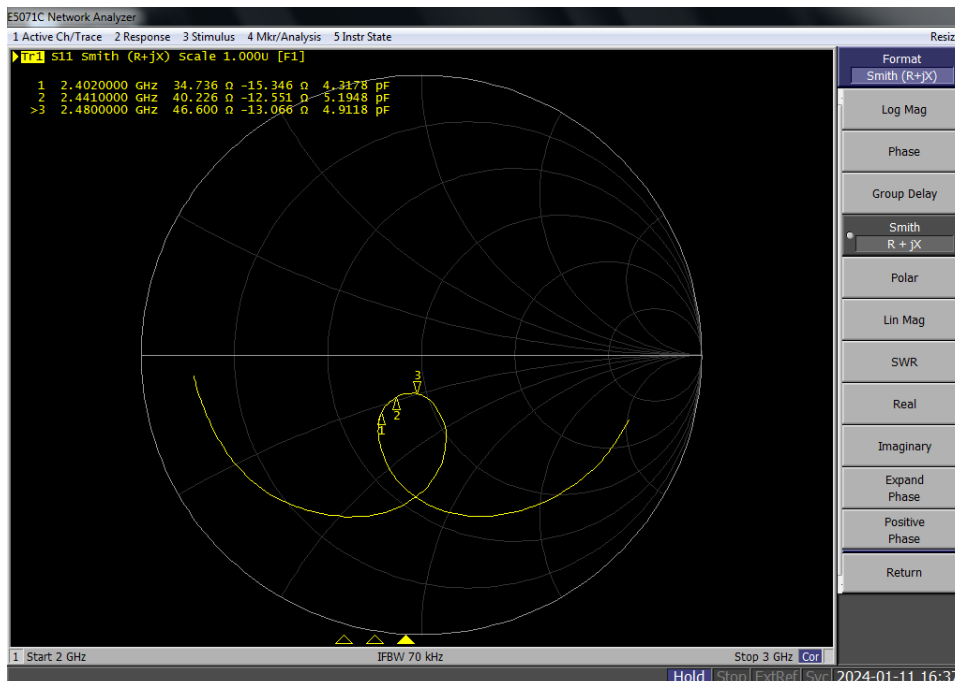 E5071C Network Analyzer
1 Active Ch/Trace 2 Response 3 Stimulus 4 Mkr/Analysis 5 Instr State
Resiz
Tr1 S11 Smith (R+jX) Scale 1.000U [F1]
1 2.4020000 GHz 34.736 Ω -15.346 Ω 4.3178 pF
2 2.4410000 GHz 40.226 Ω -12.551 Ω 5.1948 pF
>3 2.4800000 GHz 46.600 Ω -13.066 Ω 4.9118 pF
3
2
1
Format
Smith (R+jX)
Log Mag
Phase
Group Delay
Smith
R + jX
Polar
Lin Mag
SWR
Real
Imaginary
Expand
Phase
Positive
Phase
Return
1 Start 2 GHz
IFBW 70 kHz
Stop 3 GHz Cor
Hold Stop ExtRef Svc 2024-01-11 16:37